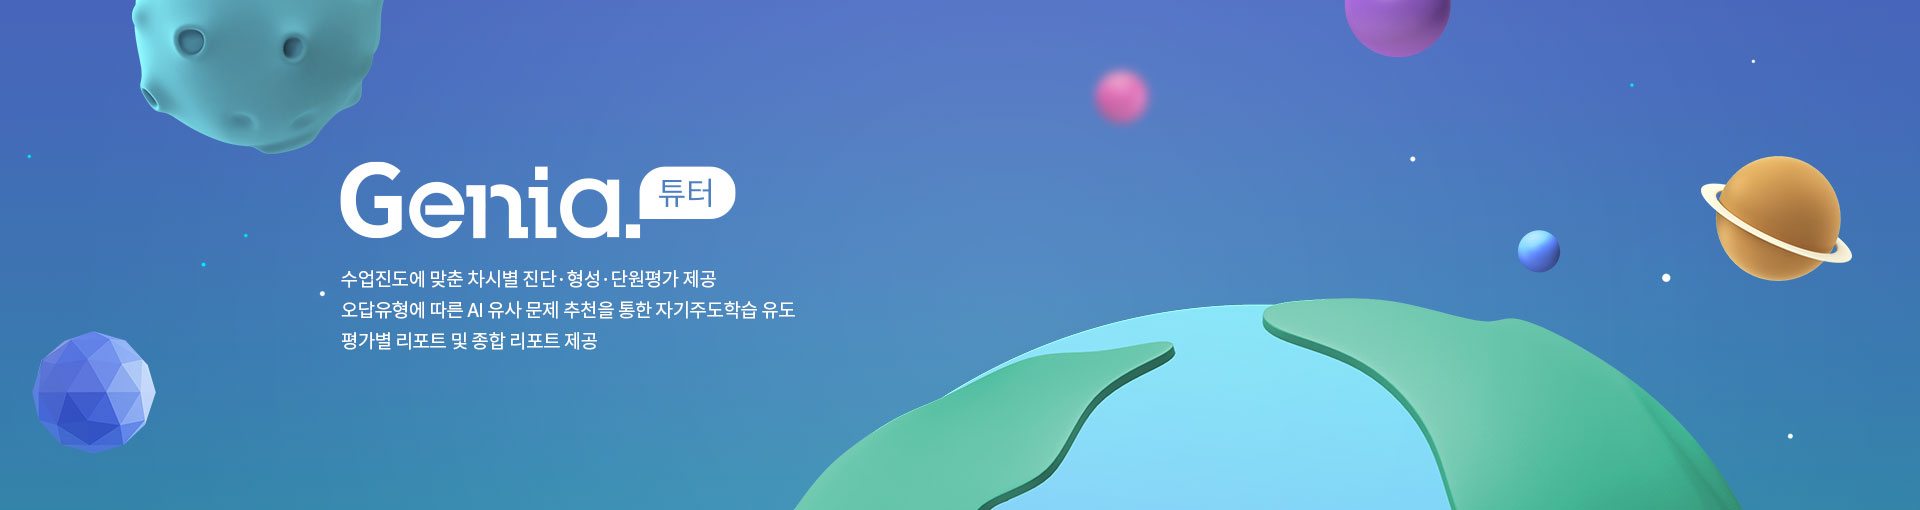 Genia. 튜터
수업진도에 맞춘 차시별 진단·형성·단원평가 제공
오답유형에 따른 AI 유사 문제 추천을 통한 자기주도학습 유도
평가별 리포트 및 종합 리포트 제공